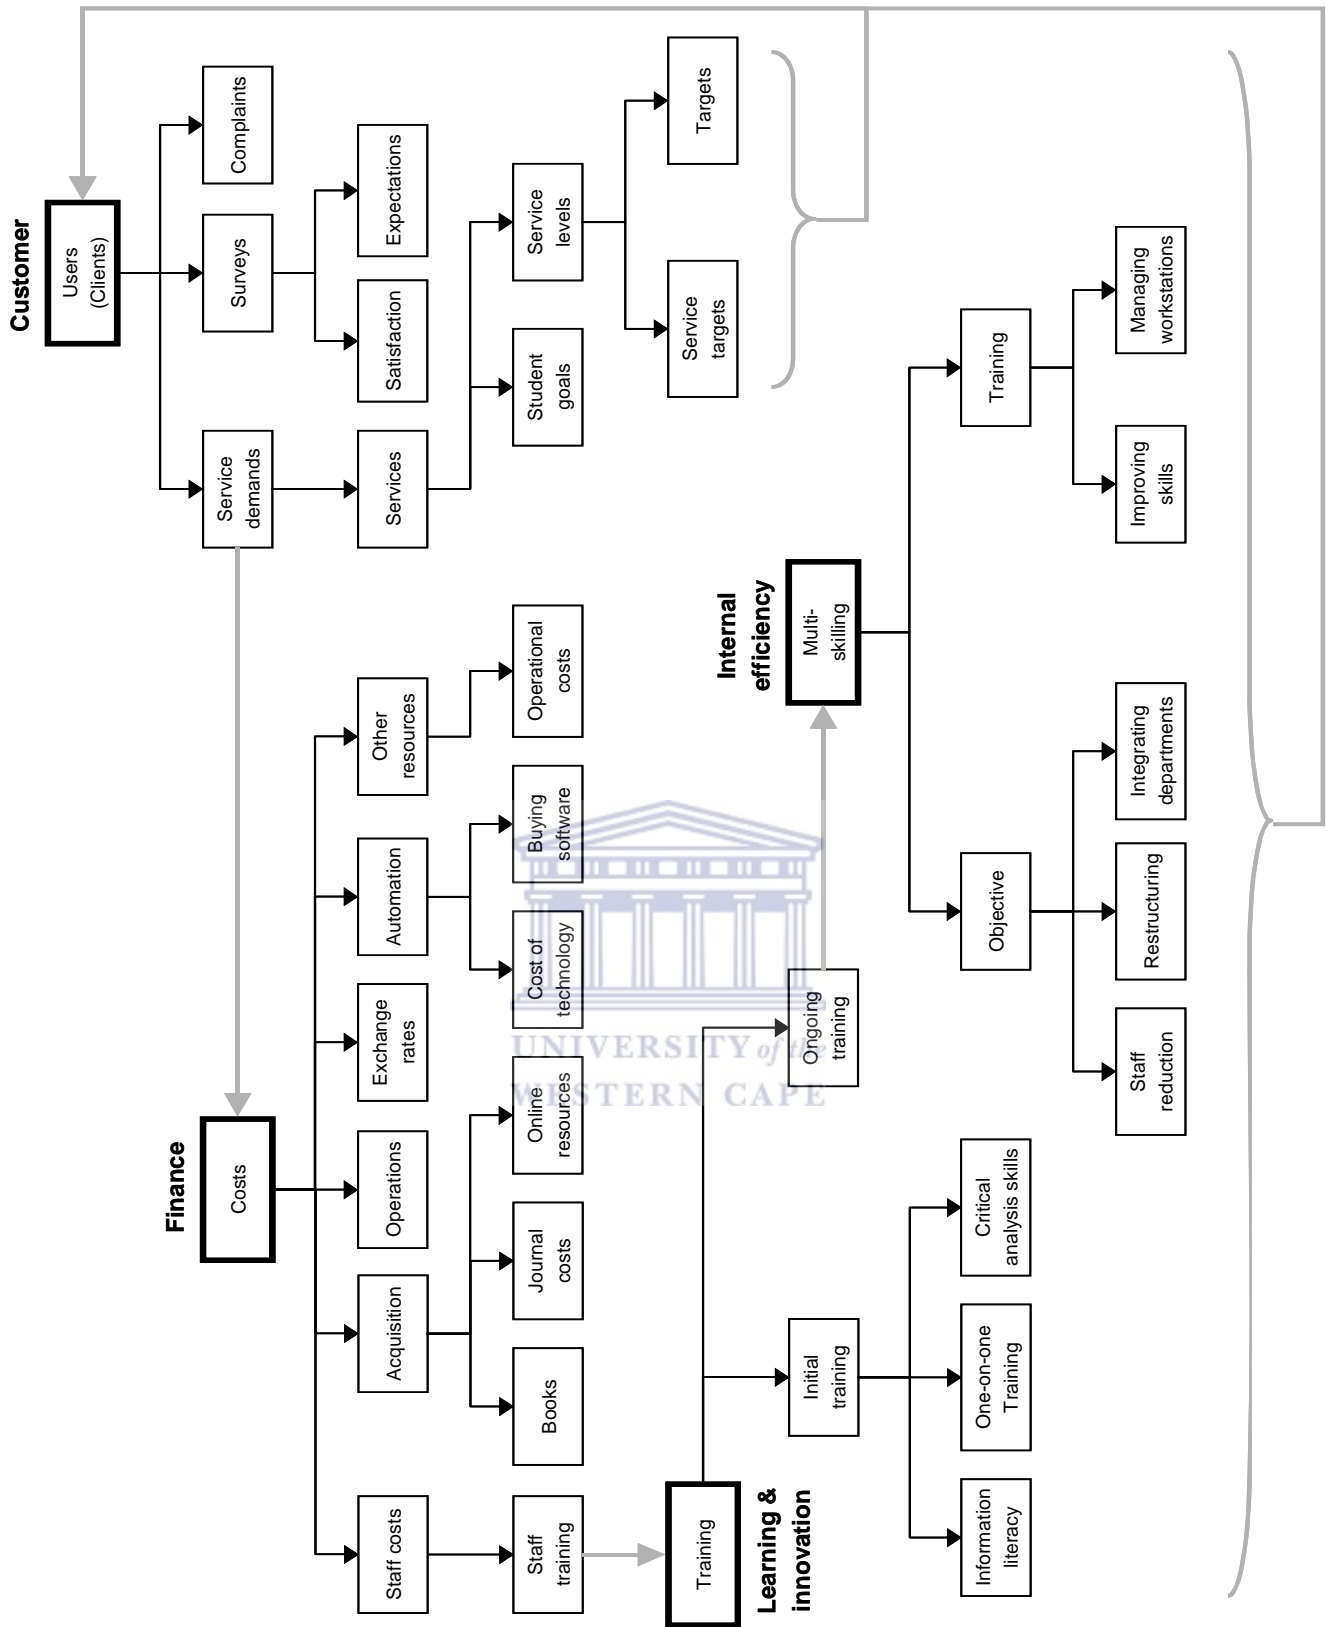 Customer
Users
(Clients)
Service
demands
Surveys
Complaints
Services
Satisfaction
Expectations
Student
goals
Service
levels
Service
targets
Targets
Finance
Costs
Staff costs
Acquisition
Operations
Exchange
rates
Automation
Other
resources
Staff
training
Books
Journal
costs
Online
resources
Cost of
technology
Buying
software
Operational
costs
Training
Learning &
innovation
Initial
training
Ongoing
training
Information
literacy
One-on-one
Training
Critical
analysis skills
Internal
efficiency
Multi-
skilling
Objective
Training
Staff
reduction
Restructuring
Integrating
departments
Improving
skills
Managing
workstations
UNIVERSITY of the
WESTERN CAPE